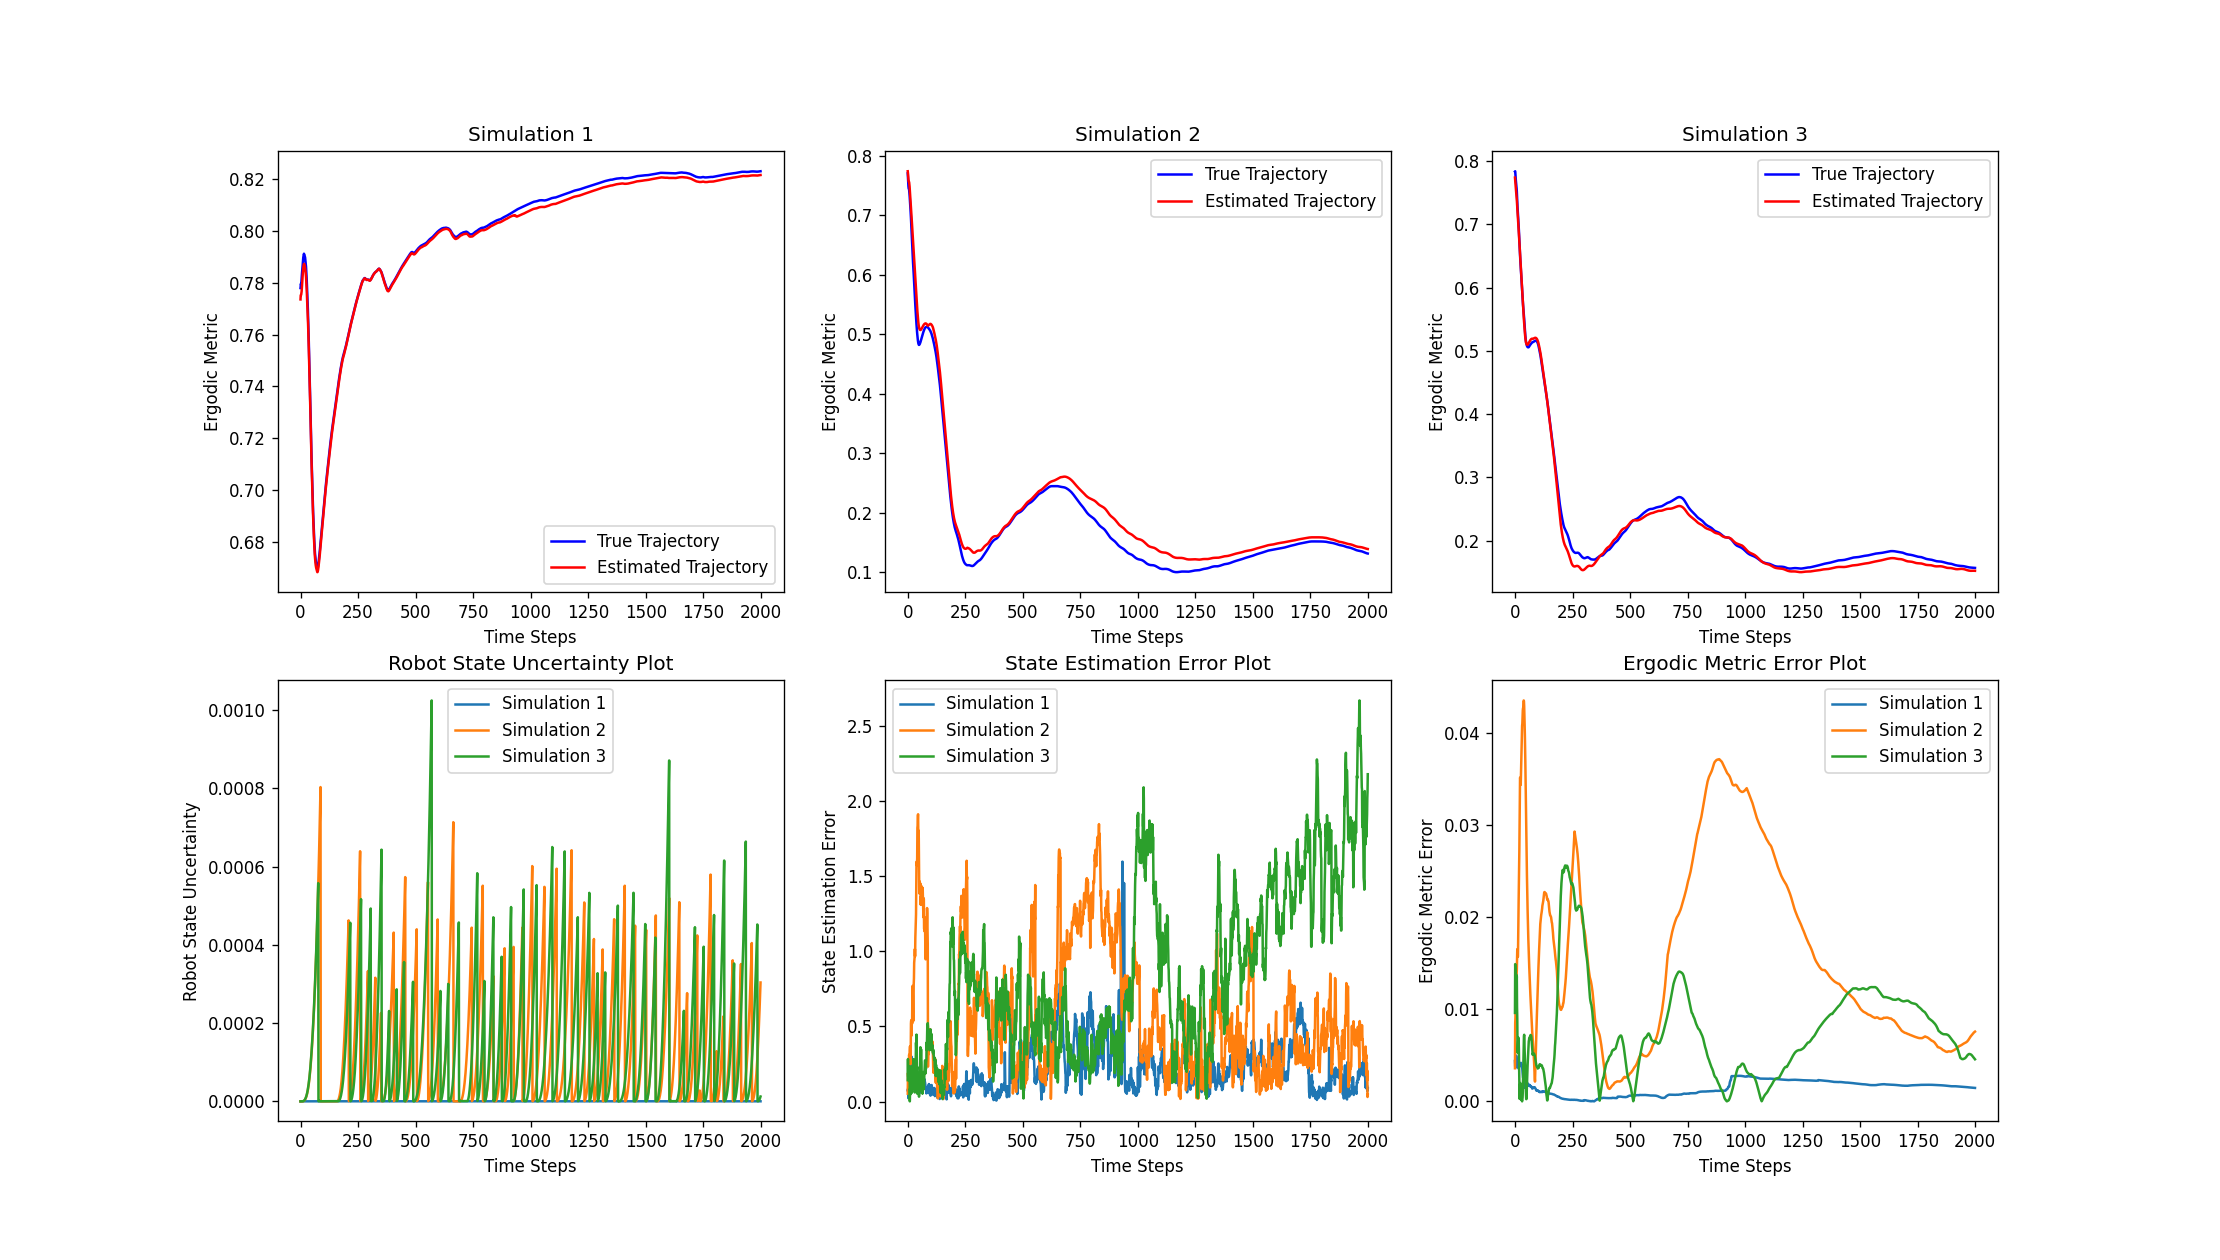 Simulation 1
Ergodic Metric
0.82
0.80
0.78
0.76
0.74
0.72
0.70
0.68
True Trajectory
Estimated Trajectory
0 250 500 750 1000 1250 1500 1750 2000
Time Steps
Simulation 2
Ergodic Metric
0.8
0.7
0.6
0.5
0.4
0.3
0.2
0.1
True Trajectory
Estimated Trajectory
0 250 500 750 1000 1250 1500 1750 2000
Time Steps
Simulation 3
Ergodic Metric
0.8
0.7
0.6
0.5
0.4
0.3
0.2
True Trajectory
Estimated Trajectory
0 250 500 750 1000 1250 1500 1750 2000
Time Steps
Robot State Uncertainty Plot
Robot State Uncertainty
0.0010
0.0008
0.0006
0.0004
0.0002
0.0000
Simulation 1
Simulation 2
Simulation 3
0 250 500 750 1000 1250 1500 1750 2000
Time Steps
State Estimation Error Plot
State Estimation Error
2.5
2.0
1.5
1.0
0.5
0.0
Simulation 1
Simulation 2
Simulation 3
0 250 500 750 1000 1250 1500 1750 2000
Time Steps
Ergodic Metric Error Plot
Ergodic Metric Error
0.04
0.03
0.02
0.01
0.00
Simulation 1
Simulation 2
Simulation 3
0 250 500 750 1000 1250 1500 1750 2000
Time Steps